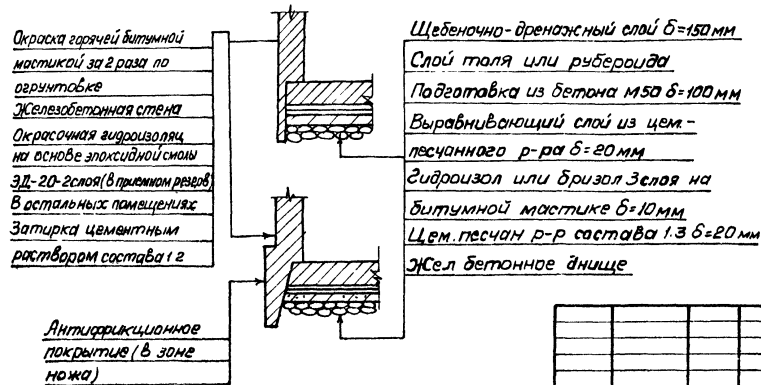 Окраска горячей битумной
мастикой за 2 раза по
огрунтовке
Железобетонная стена
Окрасочная гидроизоляц
на основе эпоксидной смолы
ЭД-20-2слоя (в приемном резерв)
В остальных помещениях
Затирка цементным
раствором состава 1 2
Антифрикционное
покрытие (в зоне
ножа)
Щебеночно-дренажный слой δ=150мм
Слой толя или рубероида
Подготовка из бетона М50 δ=100мм
Выравнивающий слой из цем.-
песчанного р-ра δ=20мм
Гидроизол или бризол 3слоя на
битумной мастике δ=10мм
Цем.песчан р-р состава 1.3 δ=20мм
Жел бетонное днище